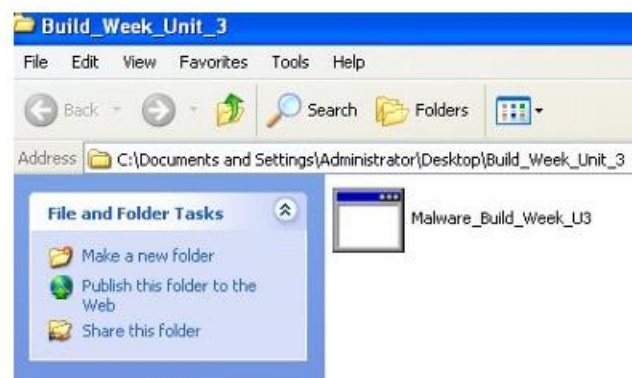 Build_Week_Unit_3
File Edit View Favorites Tools Help
Back Search Folders
Address C:\Documents and Settings\Administrator\Desktop\Build_Week_Unit_3
File and Folder Tasks
Make a new folder
Publish this folder to the
Web
Share this folder
Malware_Build_Week_U3